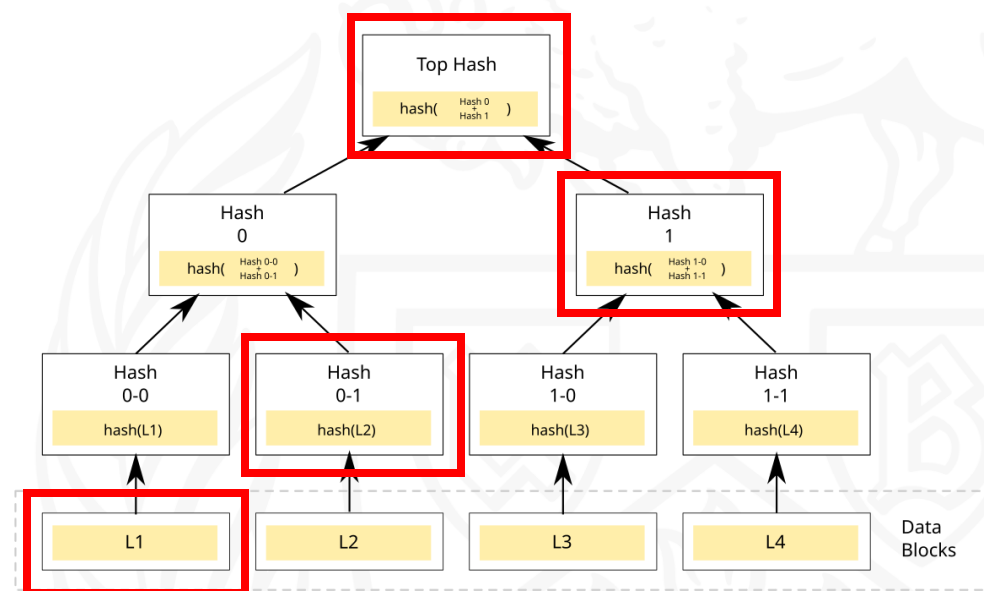 Top Hash
hash( Hash 0 + Hash 1 )
Hash
0
hash( Hash 0-0 + Hash 0-1 )
Hash
1
hash( Hash 1-0 + Hash 1-1 )
Hash
0-0
hash(L1)
Hash
0-1
hash(L2)
Hash
1-0
hash(L3)
Hash
1-1
hash(L4)
L1
L2
L3
L4
Data
Blocks